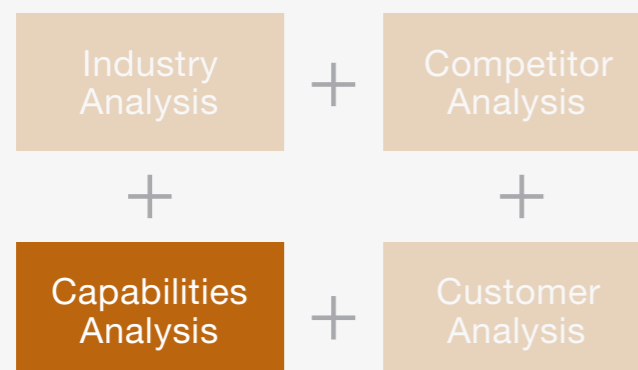 Industry
Analysis
+
Competitor
Analysis
+
+
Capabilities
Analysis
+
Customer
Analysis